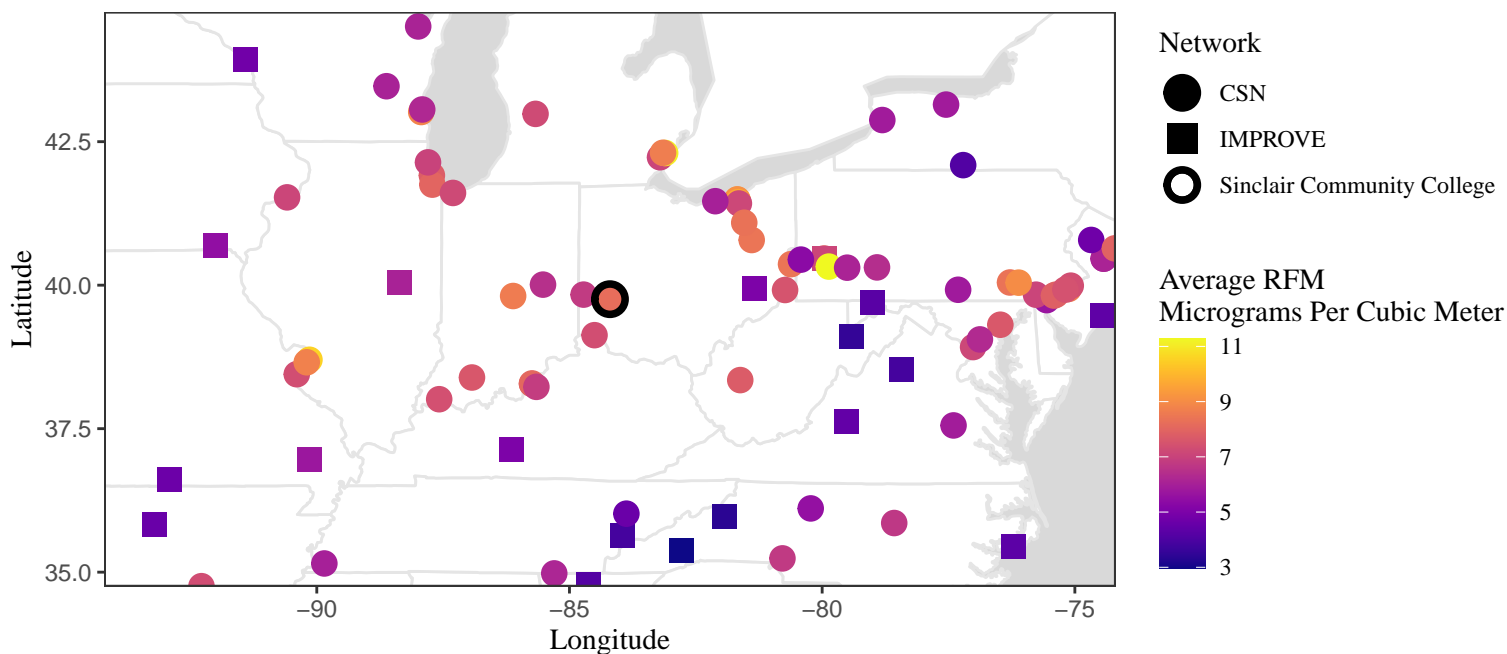 Latitude
42.5
40.0
37.5
35.0
−90
−85
−80
−75
Longitude
Network
CSN
IMPROVE
Sinclair Community College
Average RFM
Micrograms Per Cubic Meter
11
9
7
5
3